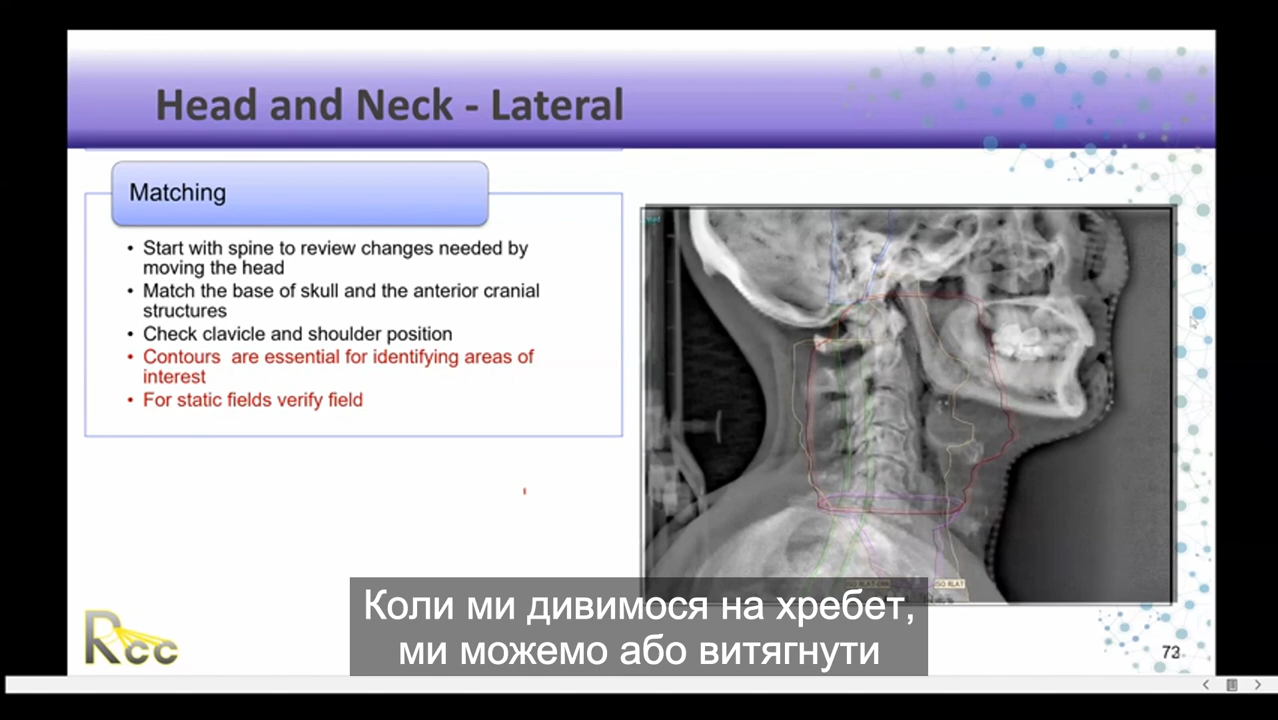 Head and Neck - Lateral
Matching
• Start with spine to review changes needed by
moving the head
• Match the base of skull and the anterior cranial
structures
• Check clavicle and shoulder position
• Contours are essential for identifying areas of
interest
• For static fields verify field
ISO RLAT
Коли ми дивимося на хребет,
ми можемо або витягнути
Rcc
73